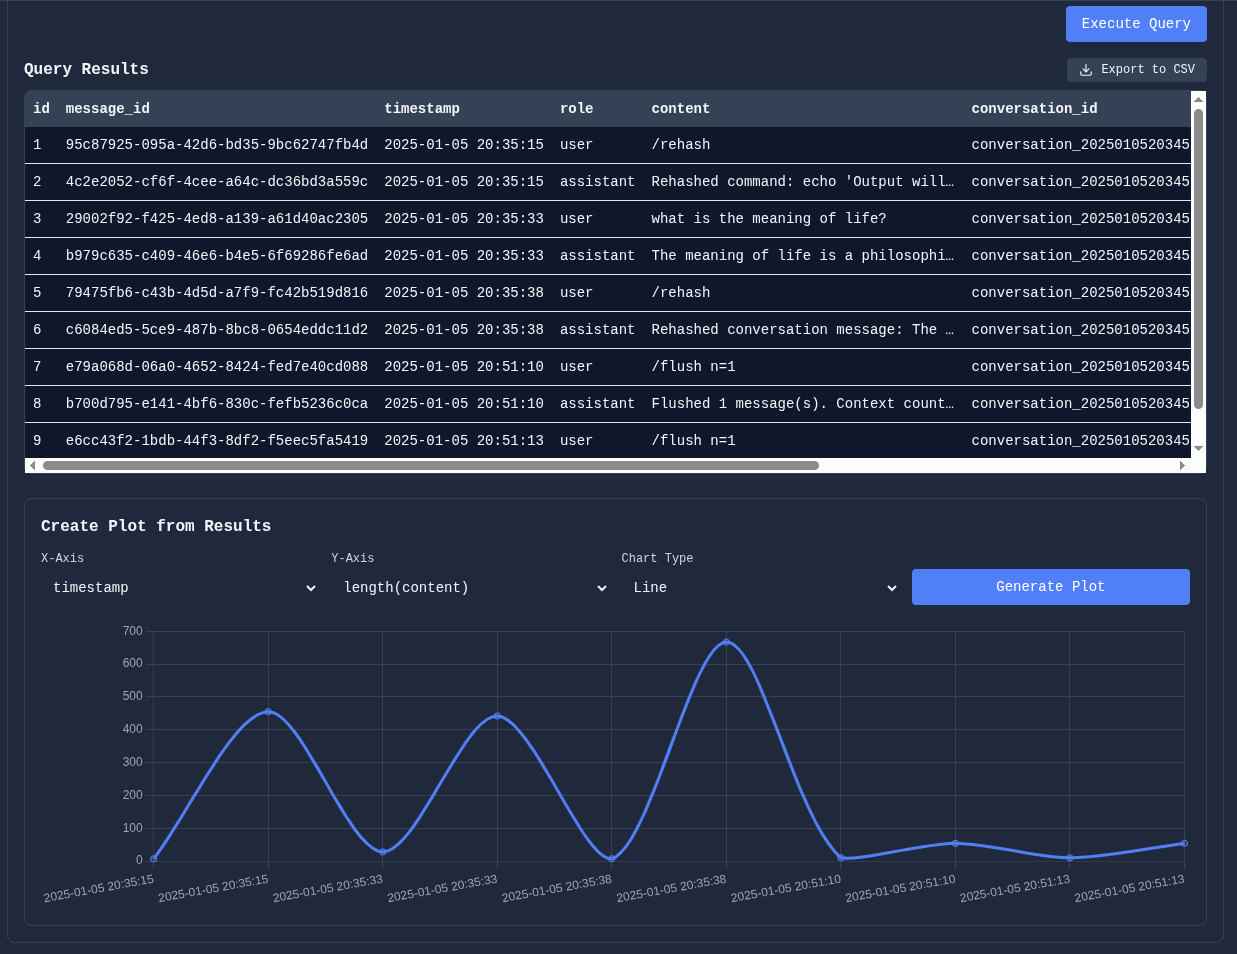 Execute Query
Query Results
Export to CSV
id message_id timestamp role content conversation_id
1 95c87925-095a-42d6-bd35-9bc62747fb4d 2025-01-05 20:35:15 user /rehash conversation_2025010520345
2 4c2e2052-cf6f-4cee-a64c-dc36bd3a559c 2025-01-05 20:35:15 assistant Rehashed command: echo 'Output will… conversation_2025010520345
3 29002f92-f425-4ed8-a139-a61d40ac2305 2025-01-05 20:35:33 user what is the meaning of life? conversation_2025010520345
4 b979c635-c409-46e6-b4e5-6f69286fe6ad 2025-01-05 20:35:33 assistant The meaning of life is a philosophi… conversation_2025010520345
5 79475fb6-c43b-4d5d-a7f9-fc42b519d816 2025-01-05 20:35:38 user /rehash conversation_2025010520345
6 c6084ed5-5ce9-487b-8bc8-0654eddc11d2 2025-01-05 20:35:38 assistant Rehashed conversation message: The … conversation_2025010520345
7 e79a068d-06a0-4652-8424-fed7e40cd088 2025-01-05 20:51:10 user /flush n=1 conversation_2025010520345
8 b700d795-e141-4bf6-830c-fefb5236c0ca 2025-01-05 20:51:10 assistant Flushed 1 message(s). Context count… conversation_2025010520345
9 e6cc43f2-1bdb-44f3-8df2-f5eec5fa5419 2025-01-05 20:51:13 user /flush n=1 conversation_2025010520345
Create Plot from Results
X-Axis Y-Axis Chart Type
timestamp length(content) Line Generate Plot
700
600
500
400
300
200
100
0
2025-01-05 20:35:15 2025-01-05 20:35:15 2025-01-05 20:35:33 2025-01-05 20:35:33 2025-01-05 20:35:38 2025-01-05 20:35:38 2025-01-05 20:51:10 2025-01-05 20:51:10 2025-01-05 20:51:13 2025-01-05 20:51:13